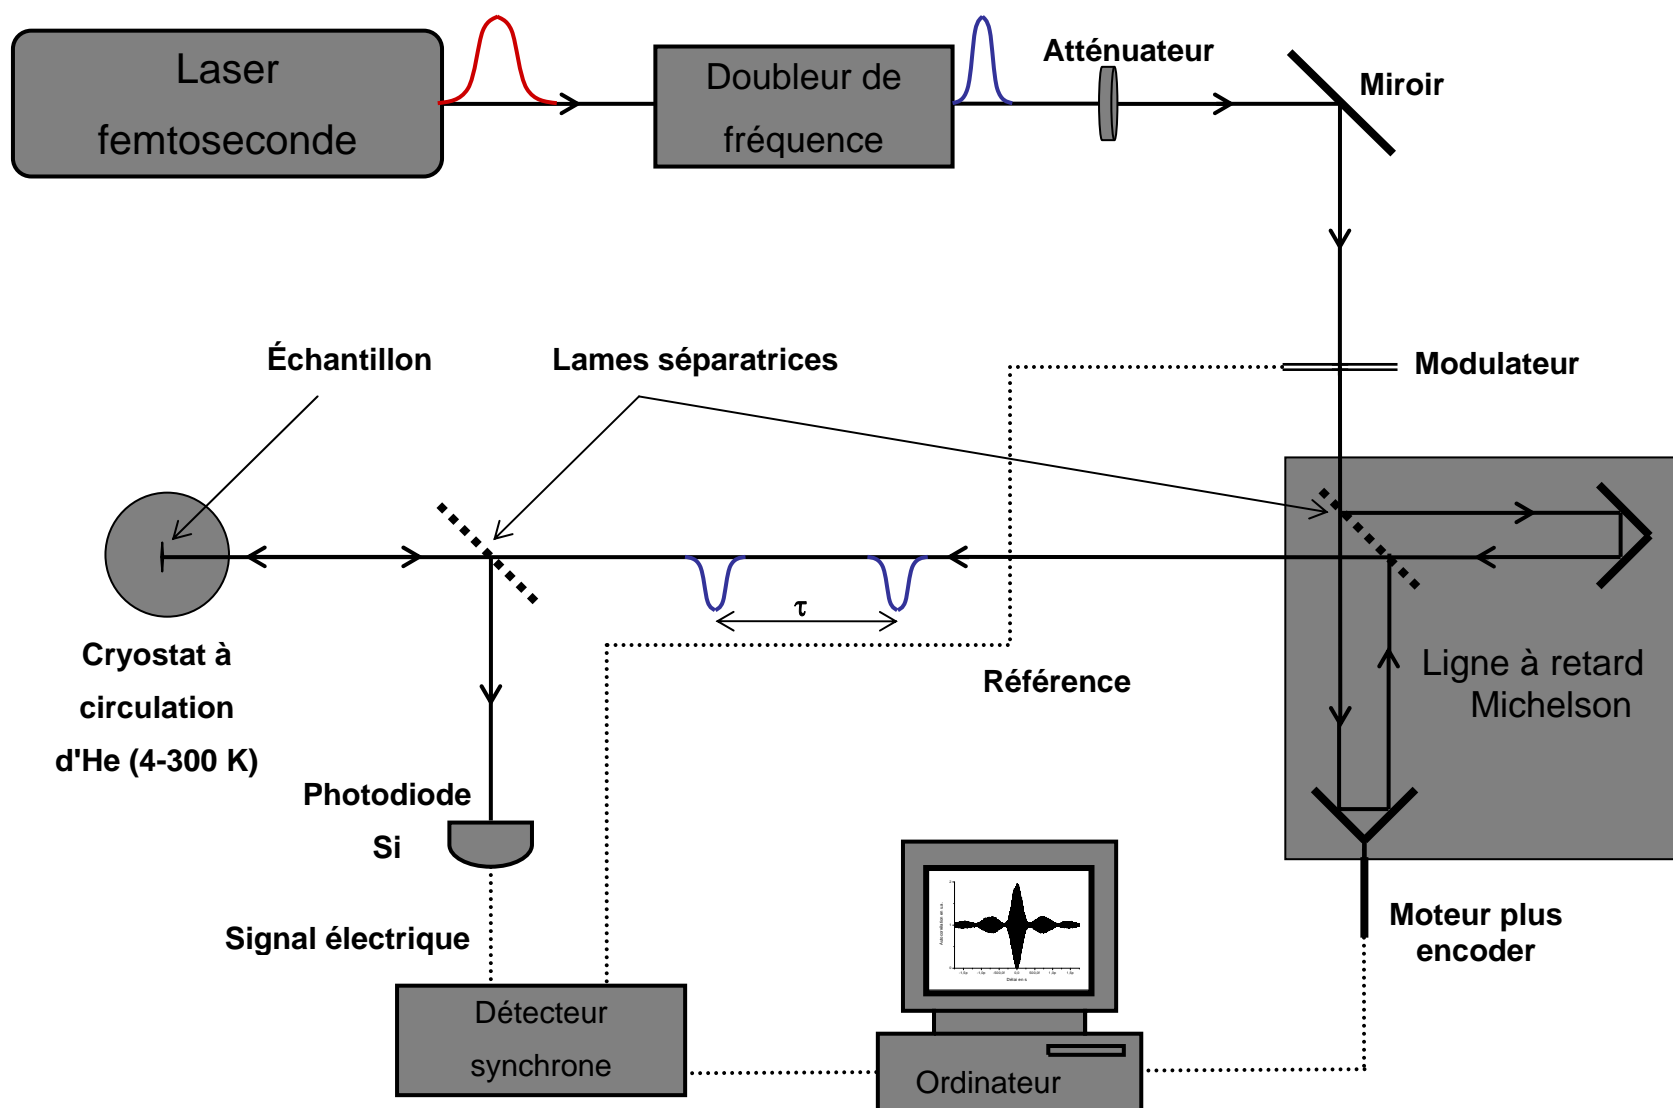 Laser
femtoseconde
Doubleur de
fréquence
Atténuateur
Miroir
Échantillon
Lames séparatrices
Modulateur
τ
Cryostat à
circulation
d'He (4-300 K)
Référence
Ligne à retard
Michelson
Photodiode
Si
Signal électrique
Moteur plus
encoder
Détecteur
synchrone
Ordinateur